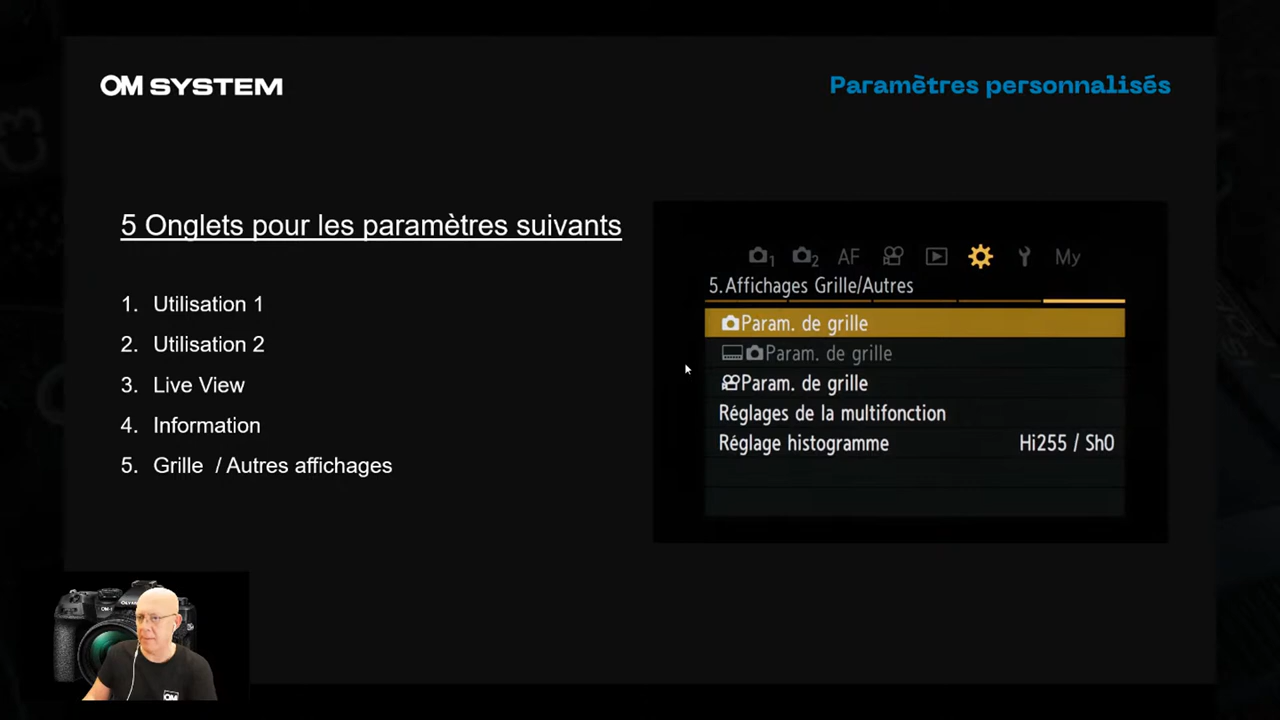 OM SYSTEM
Paramètres personnalisés
5 Onglets pour les paramètres suivants
1. Utilisation 1
2. Utilisation 2
3. Live View
4. Information
5. Grille / Autres affichages
1 2 AF My
5.Affichages Grille/Autres
Param. de grille
Param. de grille
Param. de grille
Réglages de la multifonction
Réglage histogramme Hi255 / Sh0